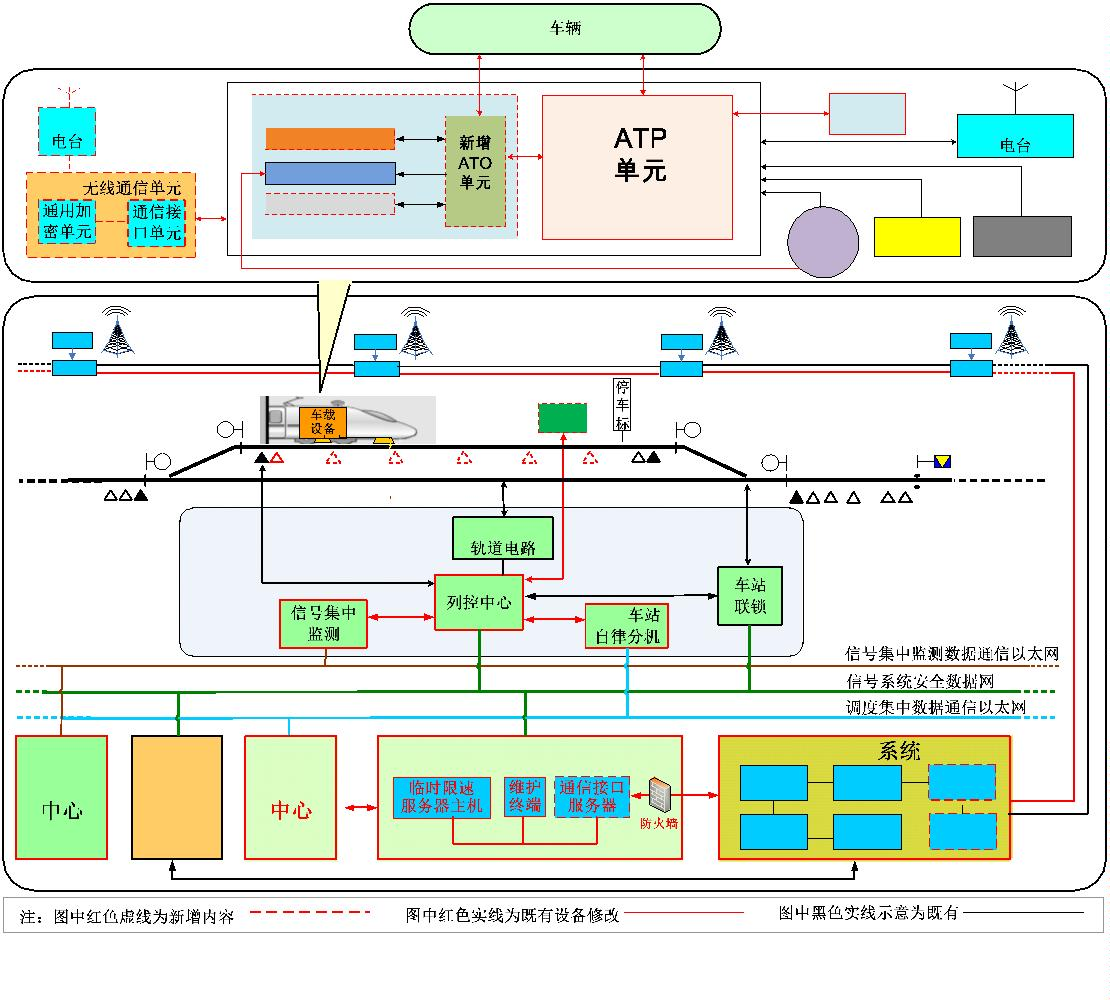 车辆
电台
无线通信单元
通用加
密单元
通信接
口单元
新增
ATO
单元
ATP
单元
电台
停
车
标
车载
设备
轨道电路
列控中心
车站
联锁
信号集中
监测
车站
自律分机
信号集中监测数据通信以太网
信号系统安全数据网
调度集中数据通信以太网
中心
中心
临时限速
服务器主机
维护
终端
通信接口
服务器
防火墙
系统
注：图中红色虚线为新增内容
图中红色实线为既有设备修改
图中黑色实线示意为既有